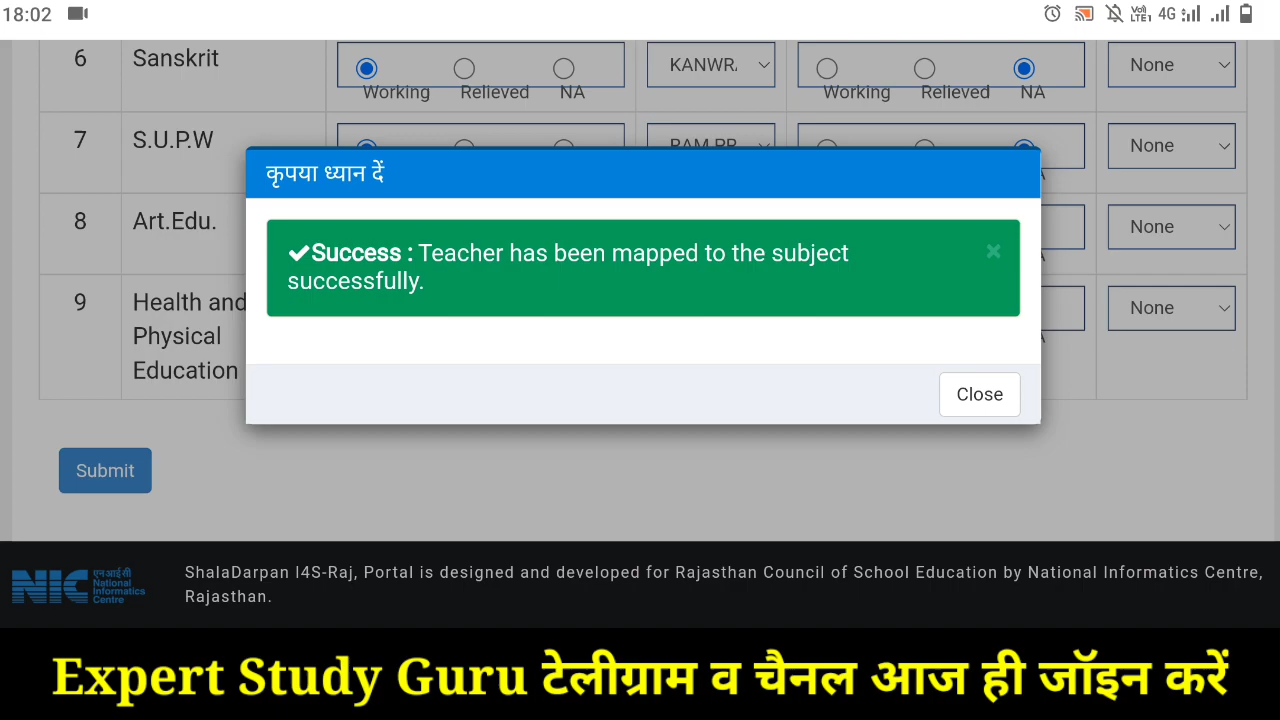 18:02 4G
6 Sanskrit KANWR. None
Working Relieved NA Working Relieved NA
7 S.U.P.W None
कृपया ध्यान दें
8 Art.Edu. None
Success : Teacher has been mapped to the subject
successfully.
×
9 Health and None
Physical
Education
Close
Submit
NIC एनआईसी
National
Informatics
Centre
ShalaDarpan I4S-Raj, Portal is designed and developed for Rajasthan Council of School Education by National Informatics Centre,
Rajasthan.
Expert Study Guru टेलीग्राम व चैनल आज ही जॉइन करें